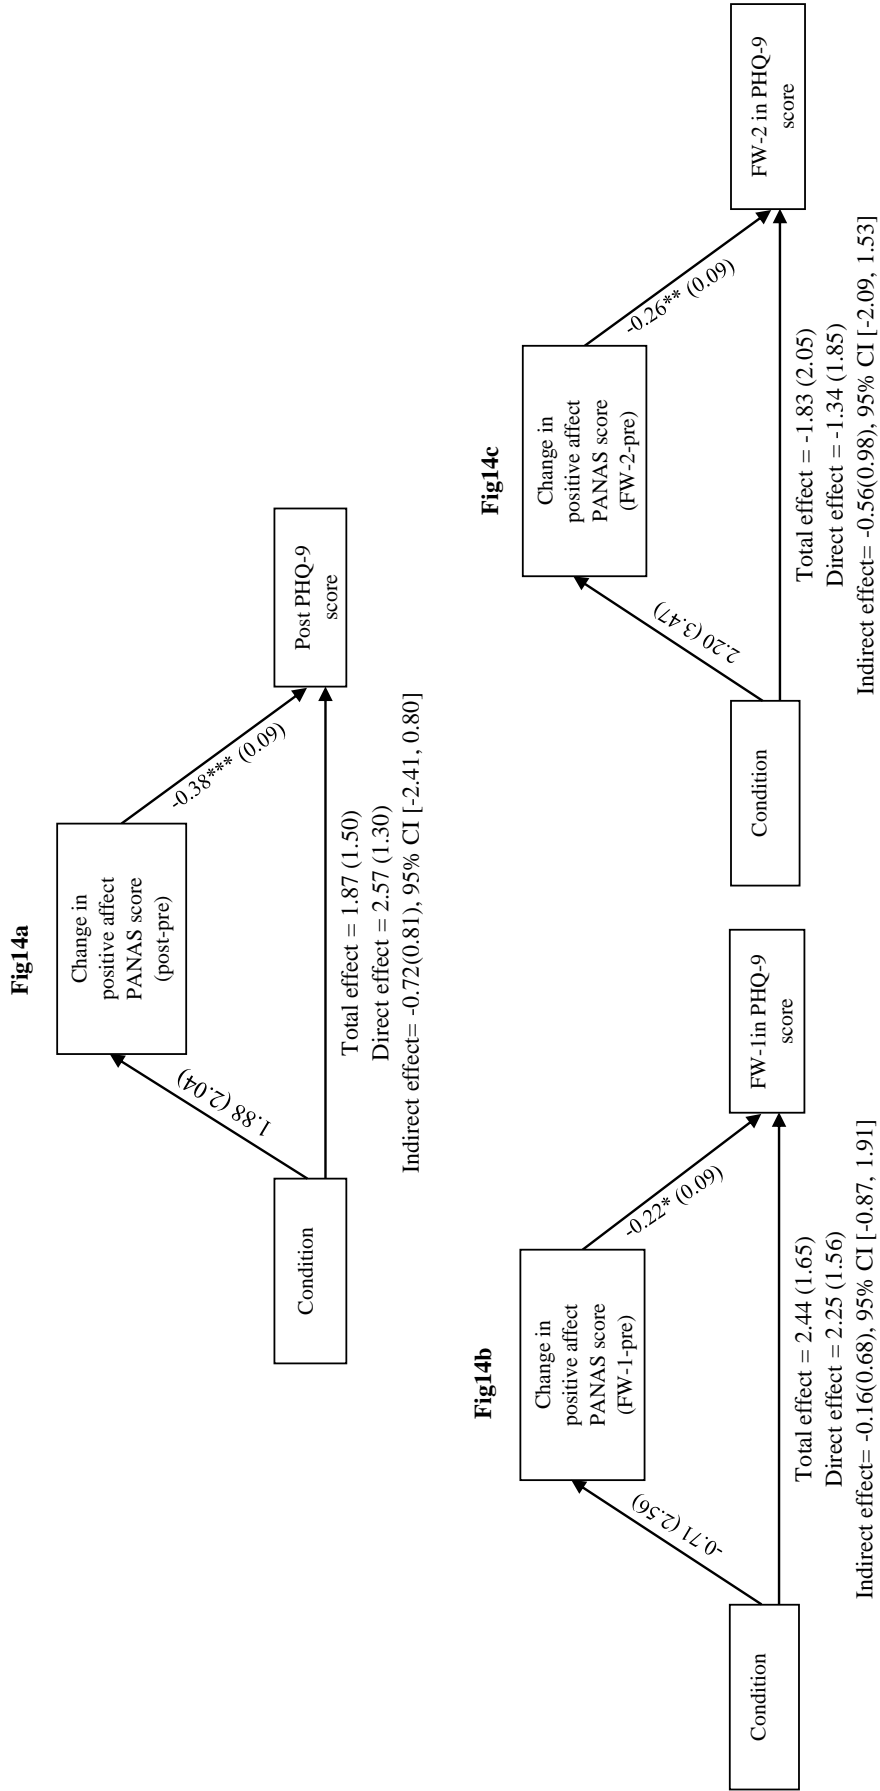 Fig14a
Change in
positive affect
PANAS score
(post-pre)
1.88 (2.04)
-0.38*** (0.09)
Condition
Post PHQ-9
score
Total effect = 1.87 (1.50)
Direct effect = 2.57 (1.30)
Indirect effect= -0.72(0.81), 95% CI [-2.41, 0.80]
Fig14b
Change in
positive affect
PANAS score
(FW-1-pre)
-0.71 (2.56)
-0.22* (0.09)
Condition
FW-1in PHQ-9
score
Total effect = 2.44 (1.65)
Direct effect = 2.25 (1.56)
Indirect effect= -0.16(0.68), 95% CI [-0.87, 1.91]
Fig14c
Change in
positive affect
PANAS score
(FW-2-pre)
2.20 (3.47)
-0.26** (0.09)
Condition
FW-2 in PHQ-9
score
Total effect = -1.83 (2.05)
Direct effect = -1.34 (1.85)
Indirect effect= -0.56(0.98), 95% CI [-2.09, 1.53]